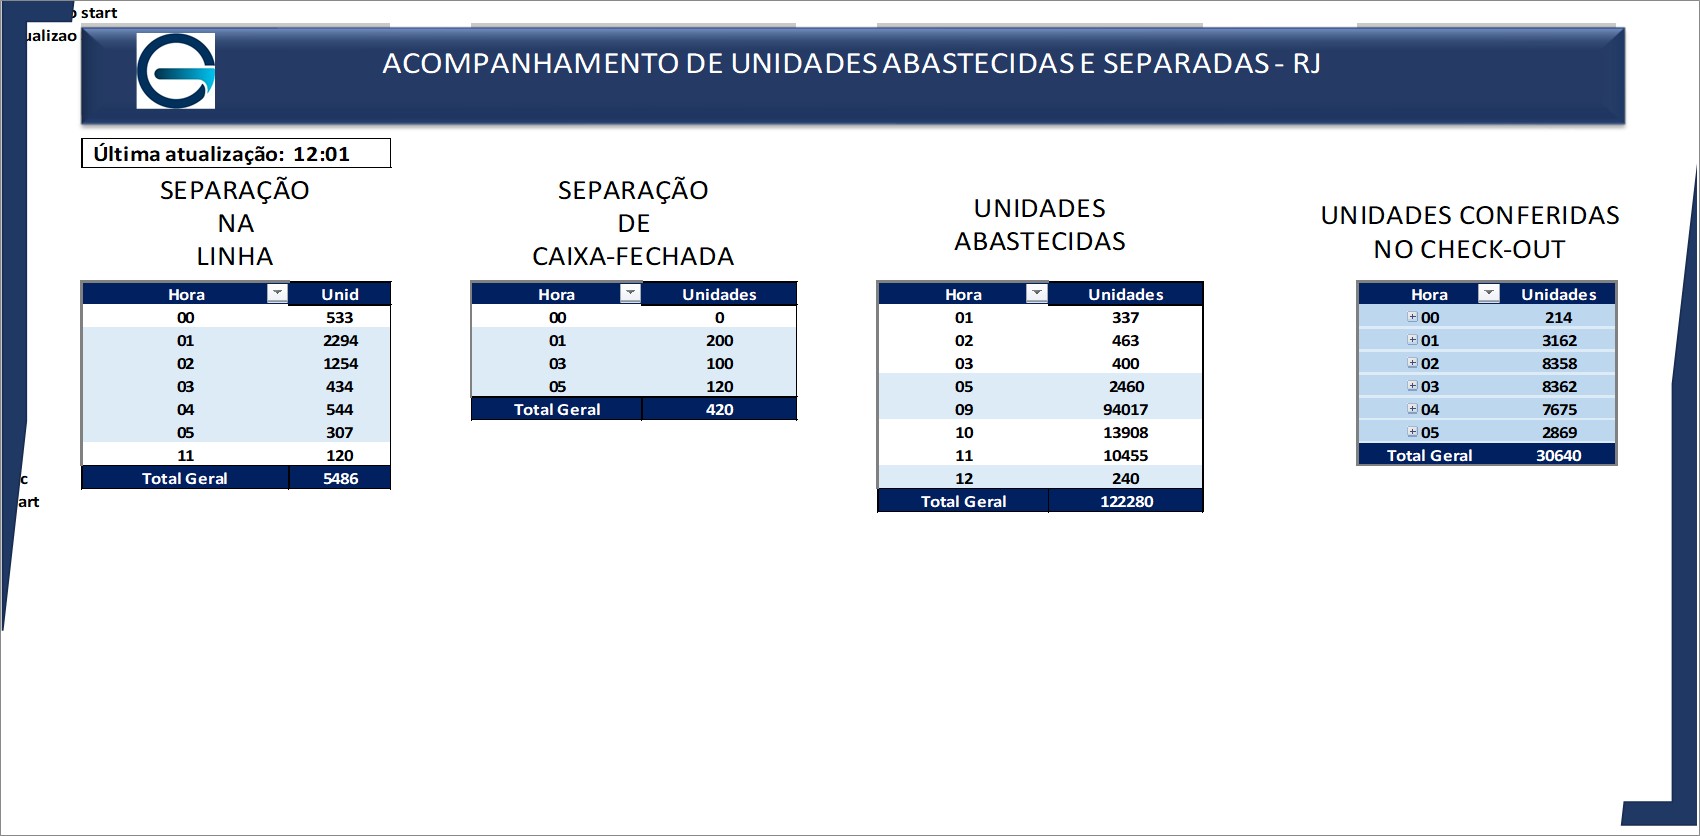 start
ualizao
ACOMPANHAMENTO DE UNIDADES ABASTECIDAS E SEPARADAS - RJ
Última atualização: 12:01
SEPARAÇÃO
NA
LINHA
Hora Unid
00 533
01 2294
02 1254
03 434
04 544
05 307
11 120
Total Geral 5486
SEPARAÇÃO
DE
CAIXA-FECHADA
Hora Unidades
00 0
01 200
03 100
05 120
Total Geral 420
UNIDADES
ABASTECIDAS
Hora Unidades
01 337
02 463
03 400
05 2460
09 94017
10 13908
11 10455
12 240
Total Geral 122280
UNIDADES CONFERIDAS
NO CHECK-OUT
Hora Unidades
00 214
01 3162
02 8358
03 8362
04 7675
05 2869
Total Geral 30640
c
art